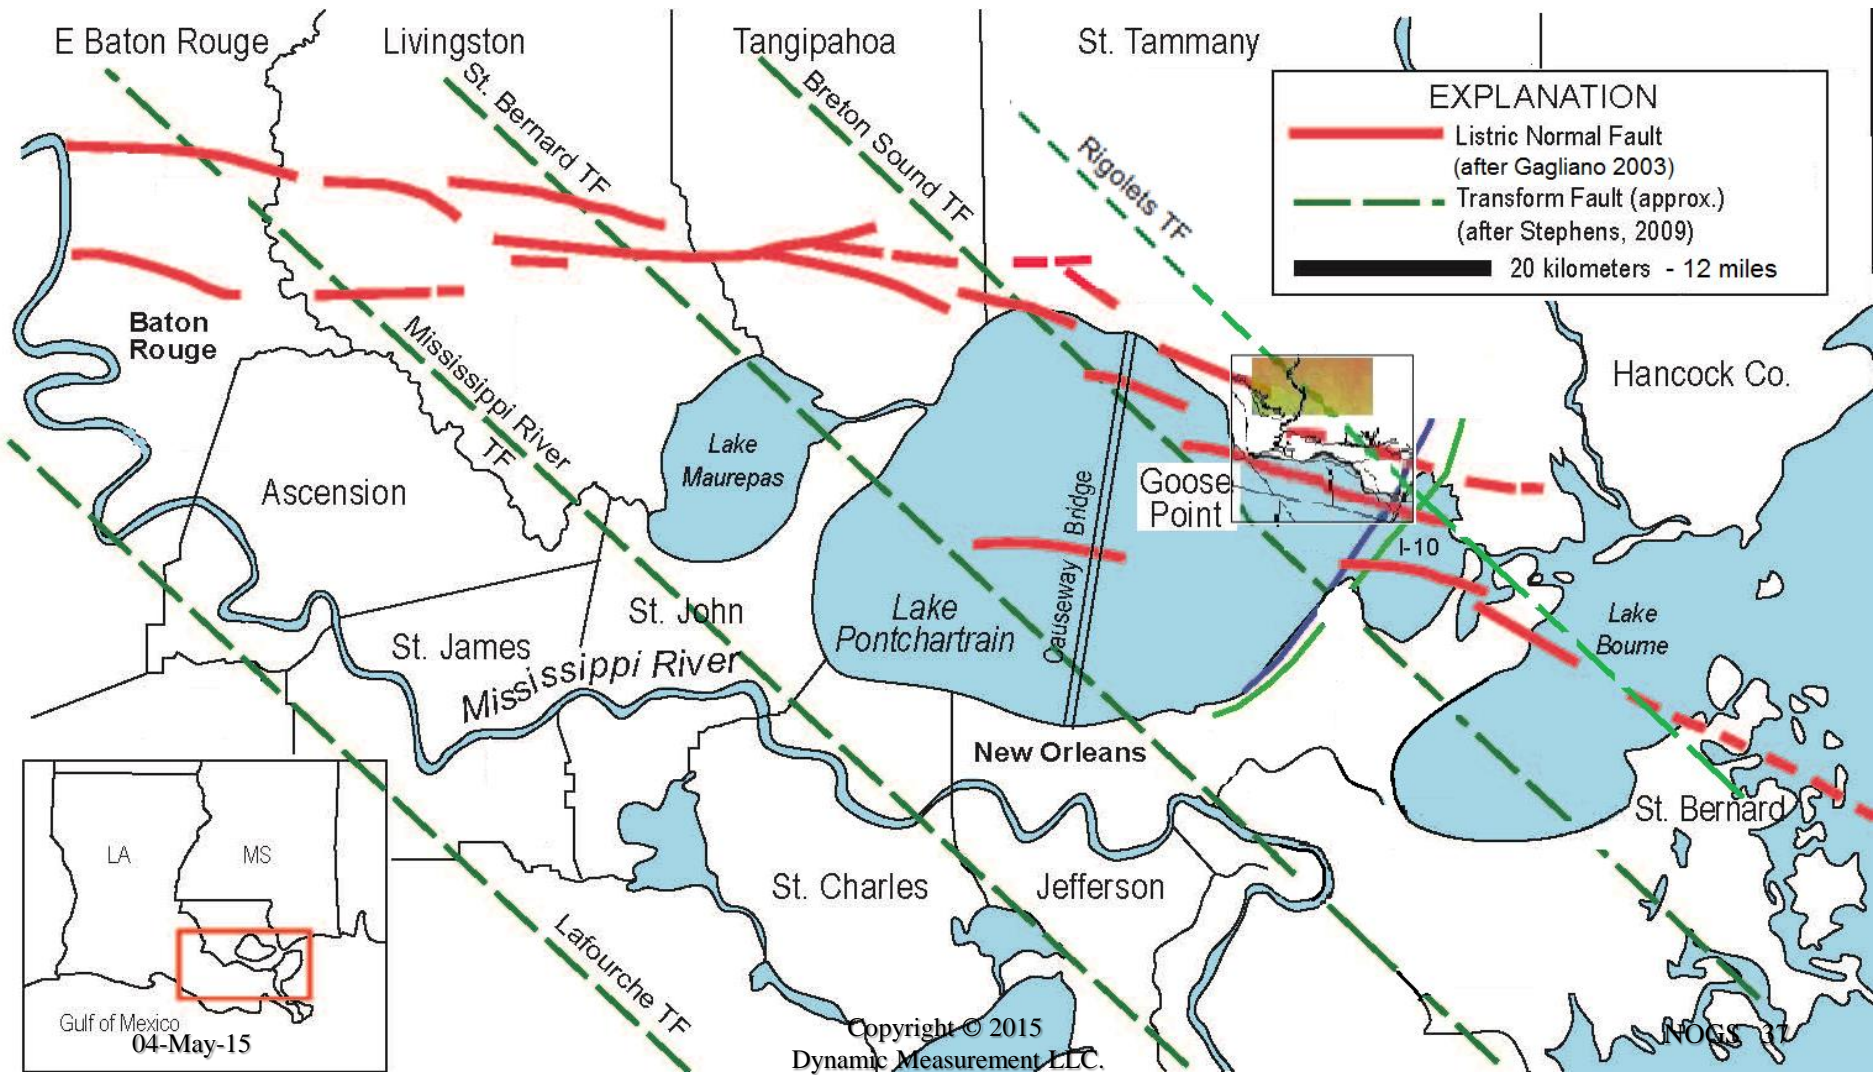 E Baton Rouge
Livingston
Tangipahoa
St. Tammany
St. Bernard TF
Breton Sound TF
Rigolets TF
EXPLANATION
Listric Normal Fault
(after Gagliano 2003)
Transform Fault (approx.)
(after Stephens, 2009)
20 kilometers - 12 miles
Baton
Rouge
Mississippi River
TF
Hancock Co.
Lake
Maurepas
Ascension
Goose
Point
Causeway Bridge
I-10
St. John
Lake
Pontchartrain
Lake
Bourne
St. James
Mississippi River
New Orleans
St. Bernard
LA
MS
St. Charles
Jefferson
Lafourche TF
Gulf of Mexico
04-May-15
Copyright © 2015
Dynamic Measurement LLC.
NOGS 37